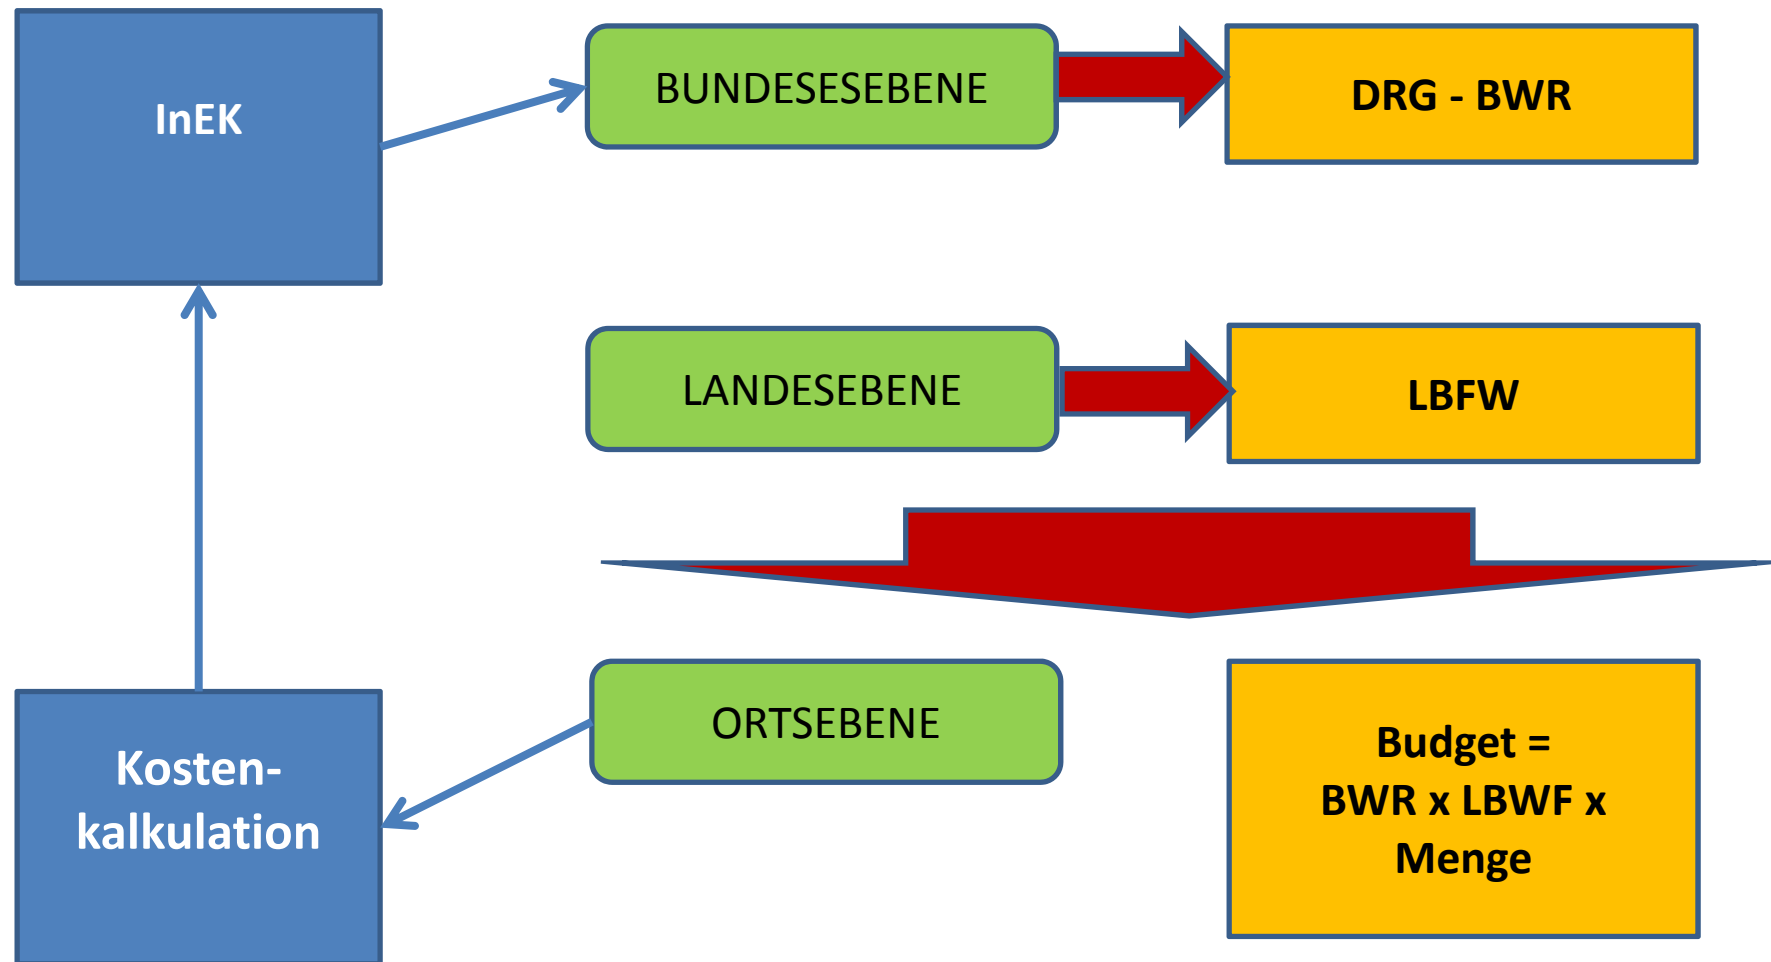 InEK
BUNDESESEBENE
DRG - BWR
LANDESEBENE
LBFW
ORTSEBENE
Kosten-
kalkulation
Budget =
BWR x LBWF x
Menge